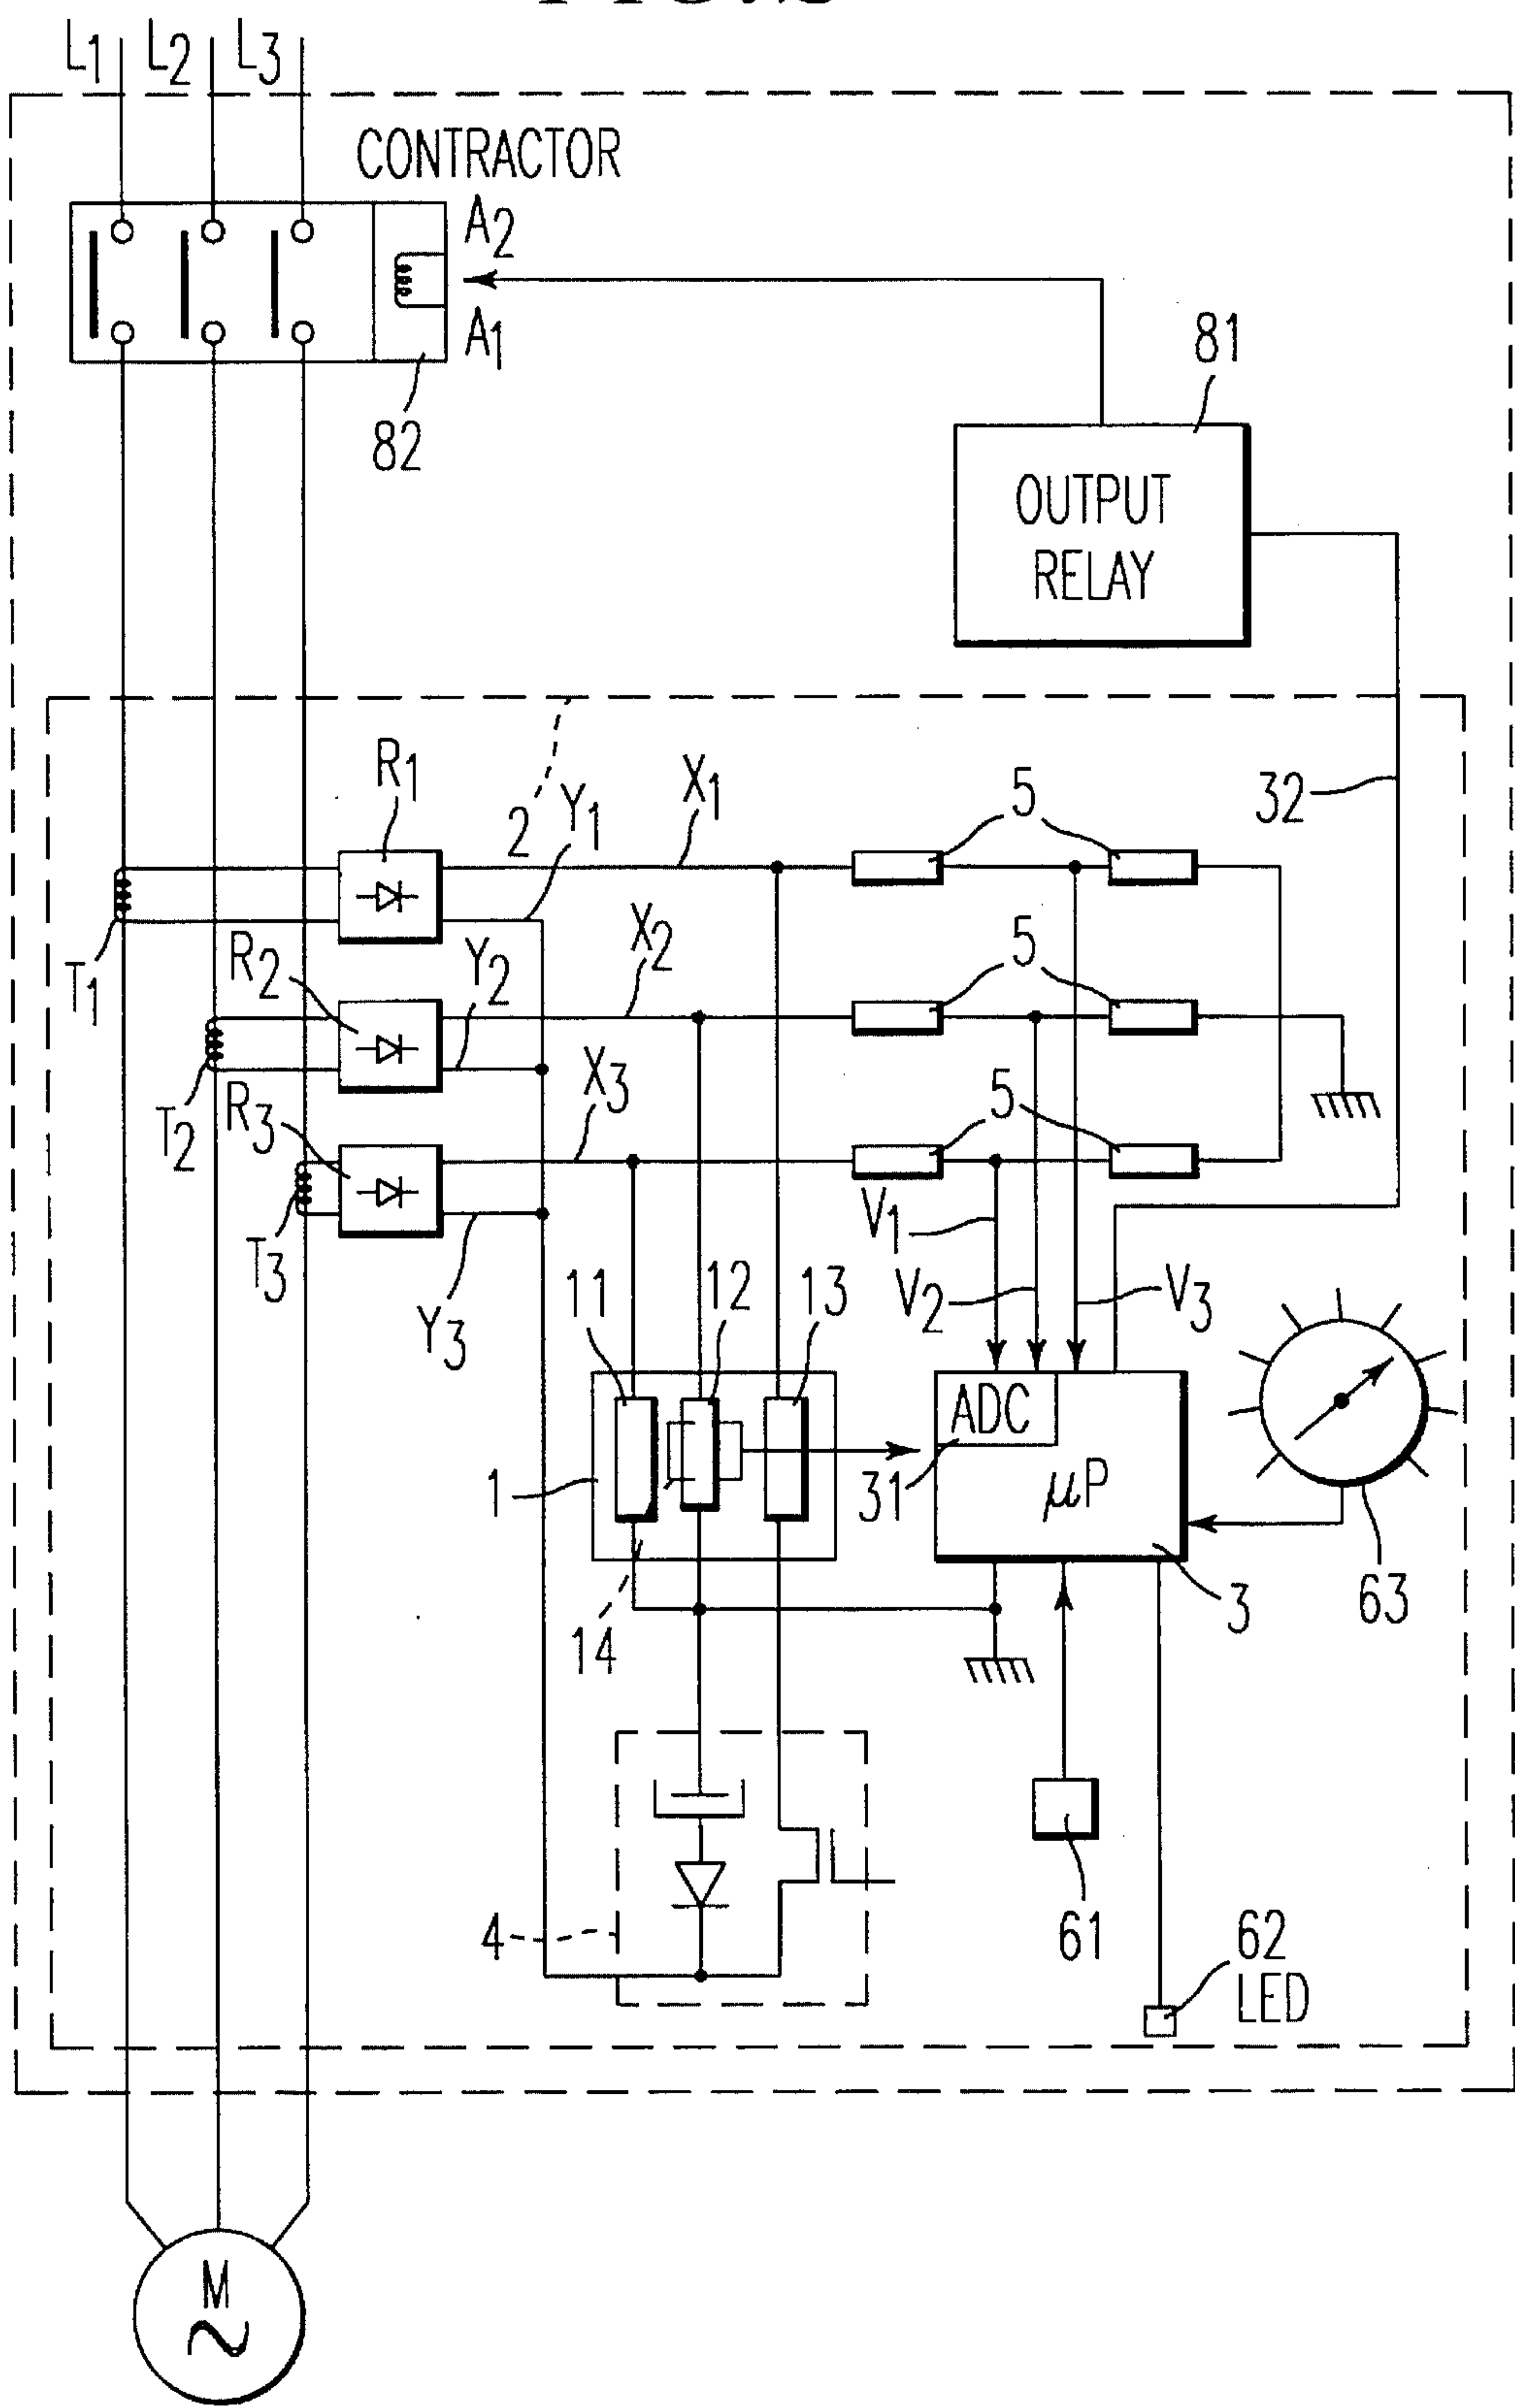 L1 L2 L3
CONTRACTOR
A2
A1
82
81
OUTPUT
RELAY
32
R1
2
Y1
X1
5
T1
R2
Y2
X2
5
T2
R3
X3
5
T3
Y3
V1
V2
V3
11
12
13
1
14
ADC
31
μP
3
63
4
61
62
LED
M